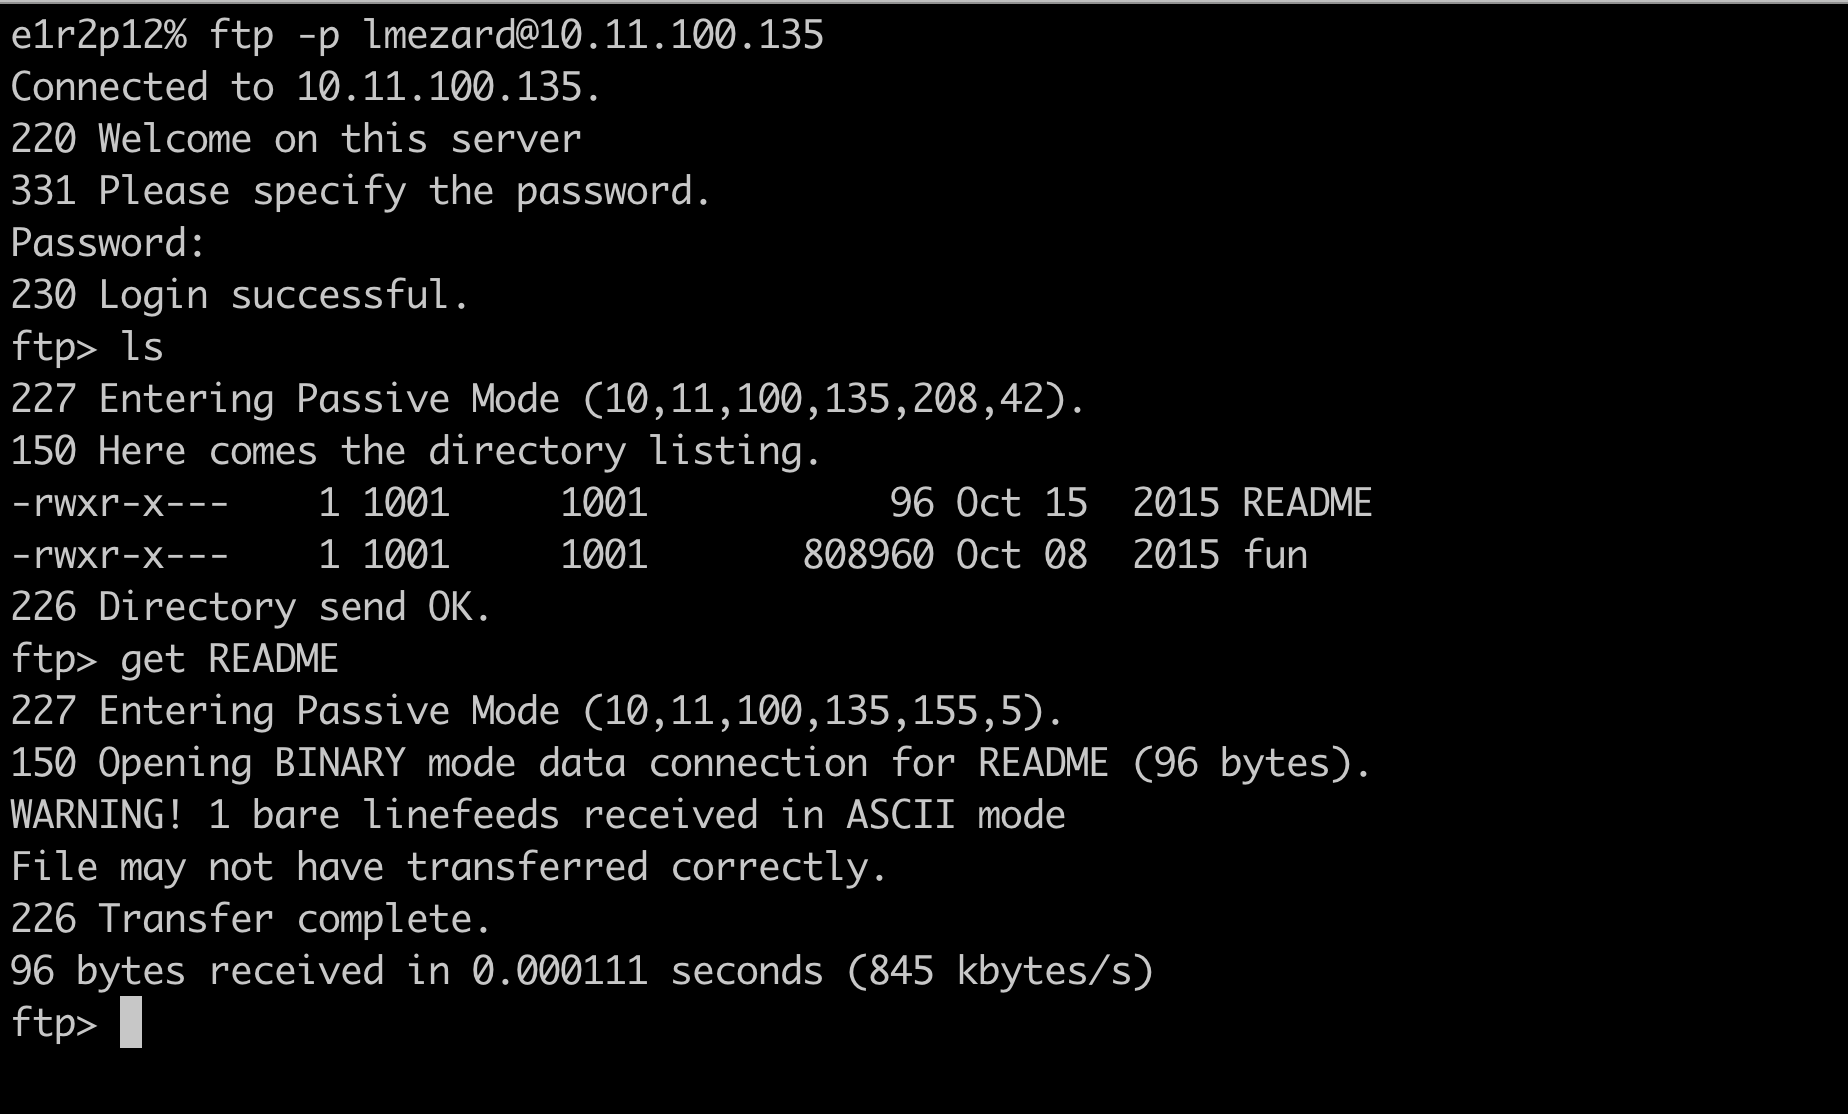 e1r2p12% ftp -p lmezard@10.11.100.135
Connected to 10.11.100.135.
220 Welcome on this server
331 Please specify the password.
Password:
230 Login successful.
ftp> ls
227 Entering Passive Mode (10,11,100,135,208,42).
150 Here comes the directory listing.
-rwxr-x---    1 1001     1001           96 Oct 15  2015 README
-rwxr-x---    1 1001     1001       808960 Oct 08  2015 fun
226 Directory send OK.
ftp> get README
227 Entering Passive Mode (10,11,100,135,155,5).
150 Opening BINARY mode data connection for README (96 bytes).
WARNING! 1 bare linefeeds received in ASCII mode
File may not have transferred correctly.
226 Transfer complete.
96 bytes received in 0.000111 seconds (845 kbytes/s)
ftp>